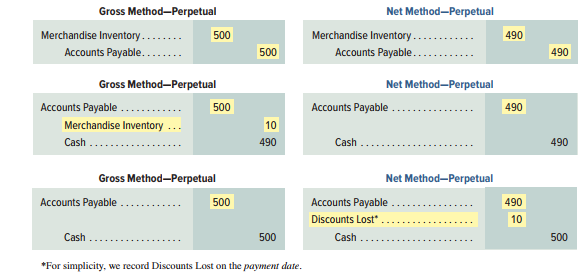 Gross Method—Perpetual
Merchandise Inventory........ 500
Accounts Payable....... 500
Net Method—Perpetual
Merchandise Inventory............ 490
Accounts Payable............ 490
Gross Method—Perpetual
Accounts Payable ............ 500
Merchandise Inventory ... 10
Cash .................. 490
Net Method—Perpetual
Accounts Payable ................ 490
Cash ...................... 490
Gross Method—Perpetual
Accounts Payable ............ 500
Cash .................. 500
Net Method—Perpetual
Accounts Payable ................ 490
Discounts Lost* .................. 10
Cash ...................... 500
*For simplicity, we record Discounts Lost on the payment date.